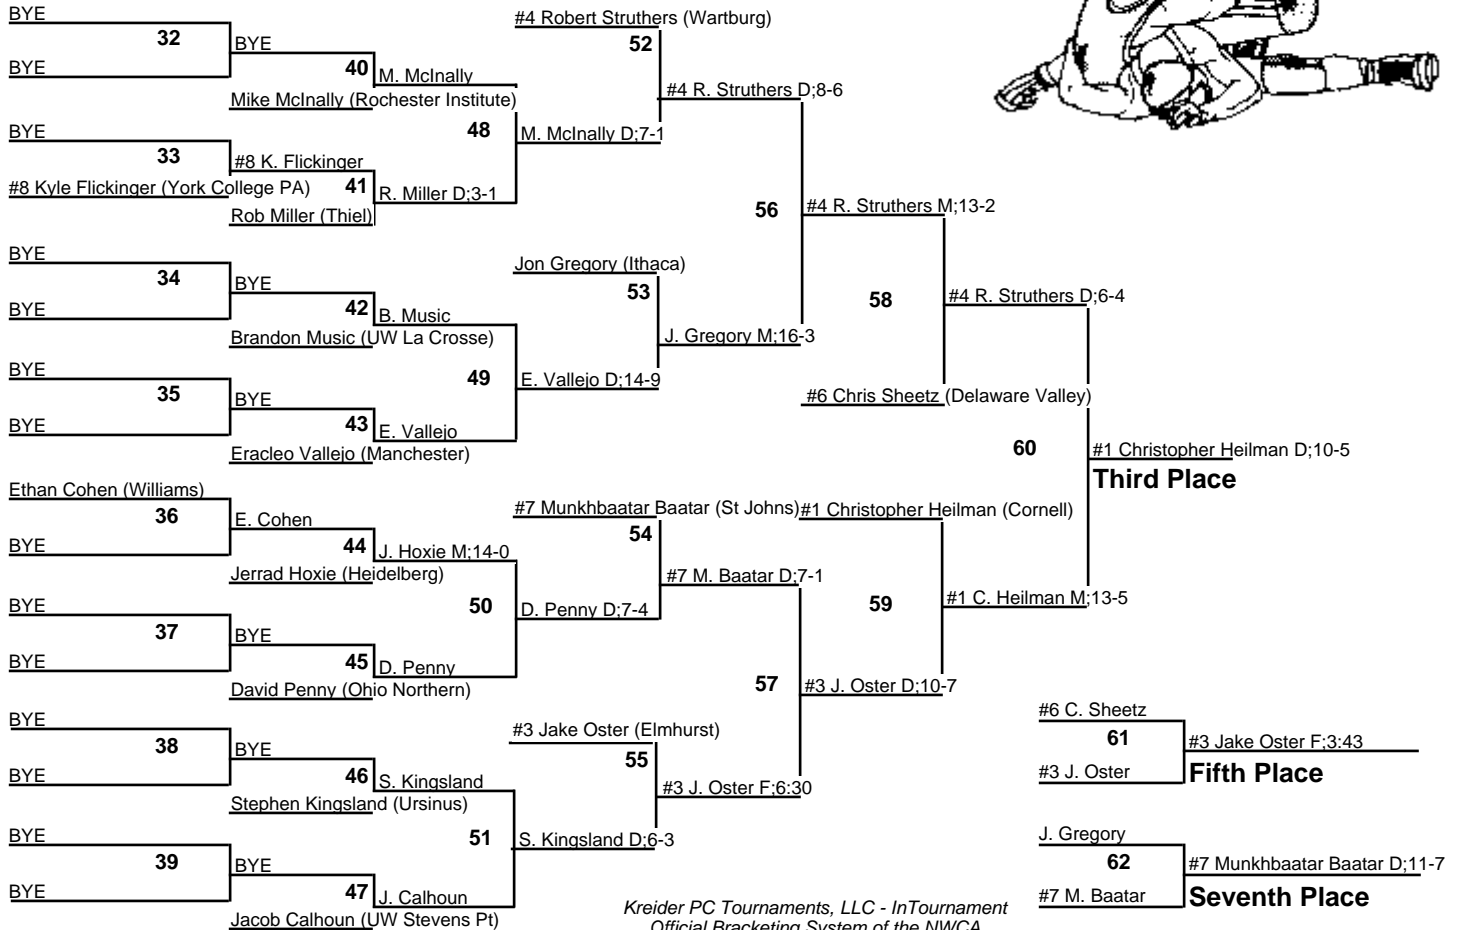 BYE
32
BYE
BYE
40
M. McInally
Mike McInally (Rochester Institute)
BYE
33
#8 K. Flickinger
#8 Kyle Flickinger (York College PA)
41
R. Miller D;3-1
Rob Miller (Thiel)
48
M. McInally D;7-1
#4 Robert Struthers (Wartburg)
52
#4 R. Struthers D;8-6
BYE
34
BYE
BYE
42
B. Music
Brandon Music (UW La Crosse)
BYE
35
BYE
BYE
43
E. Vallejo
Eracleo Vallejo (Manchester)
49
E. Vallejo D;14-9
Jon Gregory (Ithaca)
53
J. Gregory M;16-3
56
#4 R. Struthers M;13-2
58
#4 R. Struthers D;6-4
#6 Chris Sheetz (Delaware Valley)
60
#1 Christopher Heilman D;10-5
Third Place
Ethan Cohen (Williams)
36
E. Cohen
BYE
44
J. Hoxie M;14-0
Jerrad Hoxie (Heidelberg)
BYE
37
BYE
BYE
45
D. Penny
David Penny (Ohio Northern)
50
D. Penny D;7-4
#7 Munkhbaatar Baatar (St Johns)
54
#7 M. Baatar D;7-1
#1 Christopher Heilman (Cornell)
59
#1 C. Heilman M;13-5
57
#3 J. Oster D;10-7
BYE
38
BYE
BYE
46
S. Kingsland
Stephen Kingsland (Ursinus)
BYE
39
BYE
BYE
47
J. Calhoun
Jacob Calhoun (UW Stevens Pt)
51
S. Kingsland D;6-3
#3 Jake Oster (Elmhurst)
55
#3 J. Oster F;6:30
#6 C. Sheetz
61
#3 J. Oster
#3 Jake Oster F;3:43
Fifth Place
J. Gregory
62
#7 M. Baatar
#7 Munkhbaatar Baatar D;11-7
Seventh Place
Kreider PC Tournaments, LLC - InTournament
Official Bracketing System of the NWCA